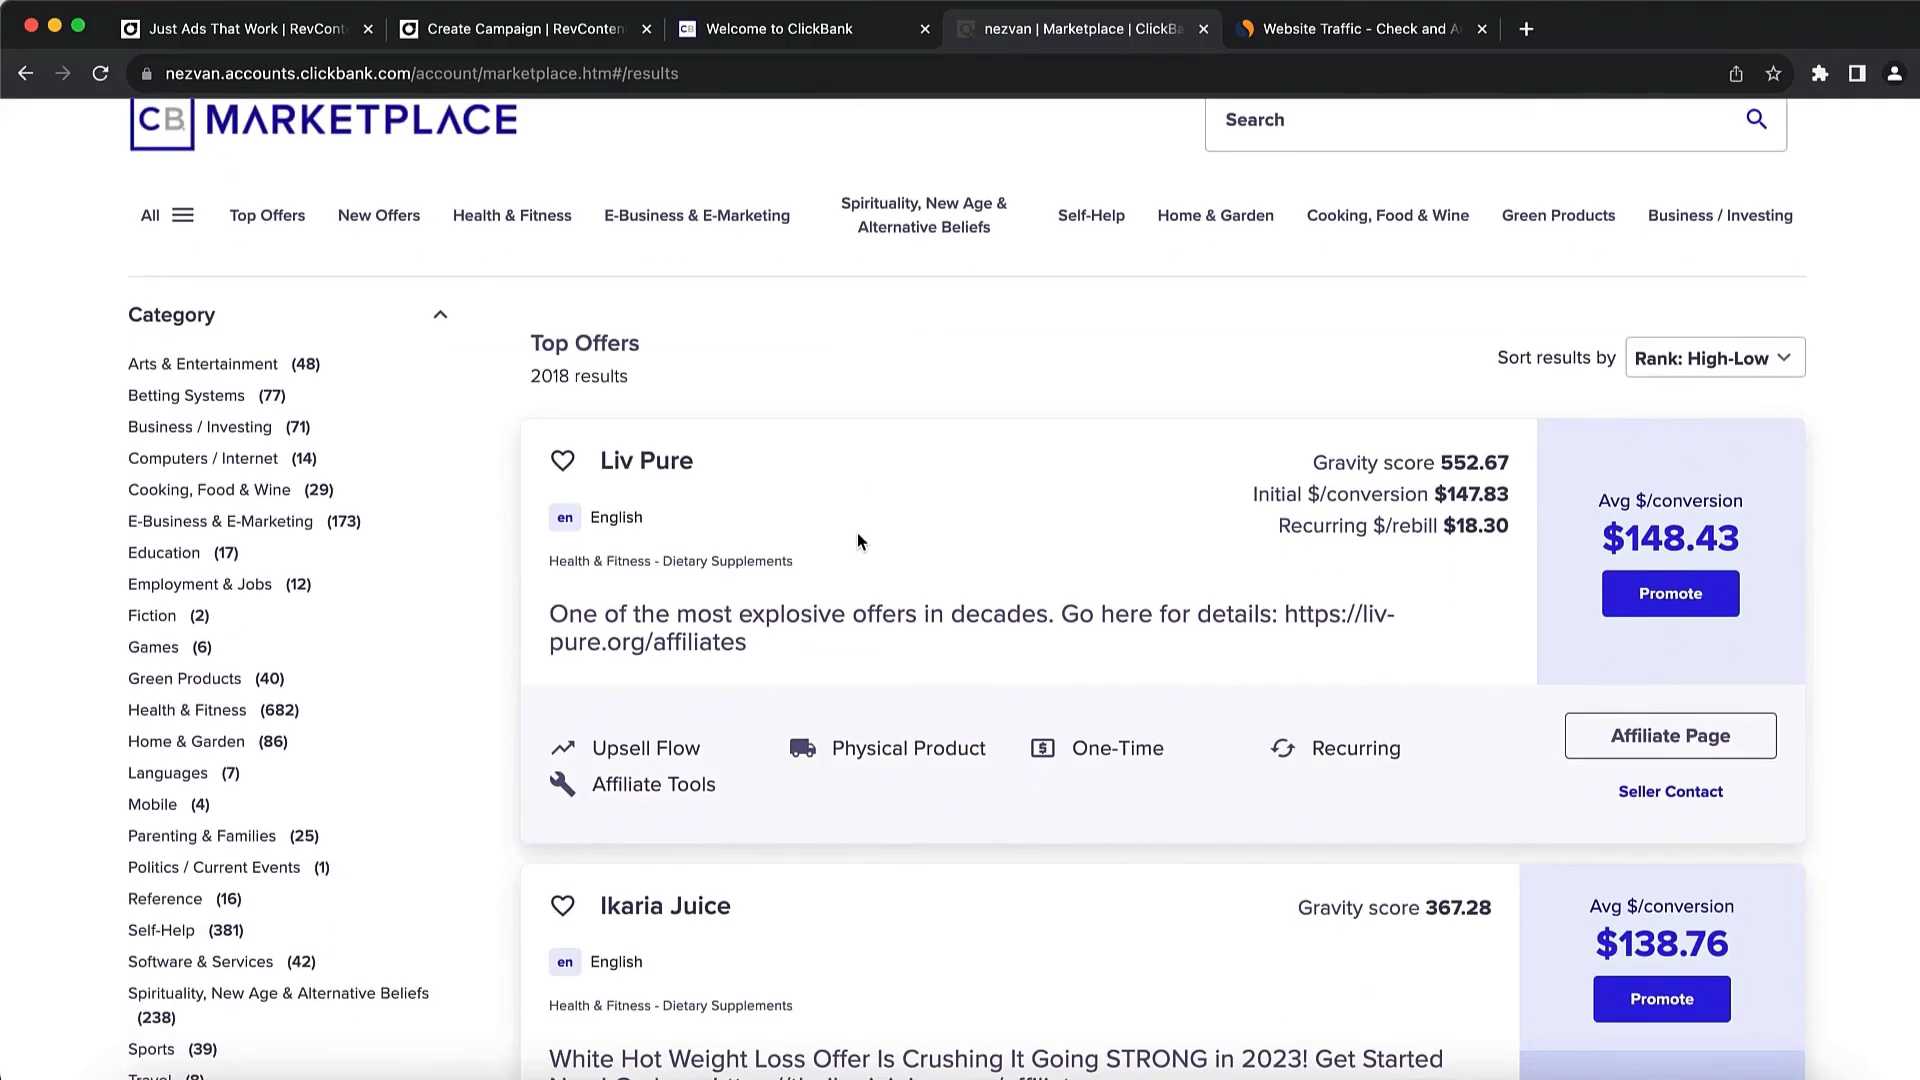 Just Ads That Work | RevCont
Create Campaign | RevConten
CB Welcome to ClickBank
nezvan | Marketplace | ClickBa
Website Traffic - Check and A
nezvan.accounts.clickbank.com/account/marketplace.htm#/results
CB MARKETPLACE
Search
All
Top Offers
New Offers
Health & Fitness
E-Business & E-Marketing
Spirituality, New Age &
Alternative Beliefs
Self-Help
Home & Garden
Cooking, Food & Wine
Green Products
Business / Investing
Category
Arts & Entertainment (48)
Betting Systems (77)
Business / Investing (71)
Computers / Internet (14)
Cooking, Food & Wine (29)
E-Business & E-Marketing (173)
Education (17)
Employment & Jobs (12)
Fiction (2)
Games (6)
Green Products (40)
Health & Fitness (682)
Home & Garden (86)
Languages (7)
Mobile (4)
Parenting & Families (25)
Politics / Current Events (1)
Reference (16)
Self-Help (381)
Software & Services (42)
Spirituality, New Age & Alternative Beliefs
(238)
Sports (39)
Top Offers
2018 results
Sort results by Rank: High-Low
Liv Pure
en English
Health & Fitness - Dietary Supplements
Gravity score 552.67
Initial $/conversion $147.83
Recurring $/rebill $18.30
Avg $/conversion
$148.43
Promote
One of the most explosive offers in decades. Go here for details: https://liv-
pure.org/affiliates
Upsell Flow
Physical Product
One-Time
Recurring
Affiliate Tools
Affiliate Page
Seller Contact
Ikaria Juice
en English
Health & Fitness - Dietary Supplements
Gravity score 367.28
Avg $/conversion
$138.76
Promote
White Hot Weight Loss Offer Is Crushing It Going STRONG in 2023! Get Started